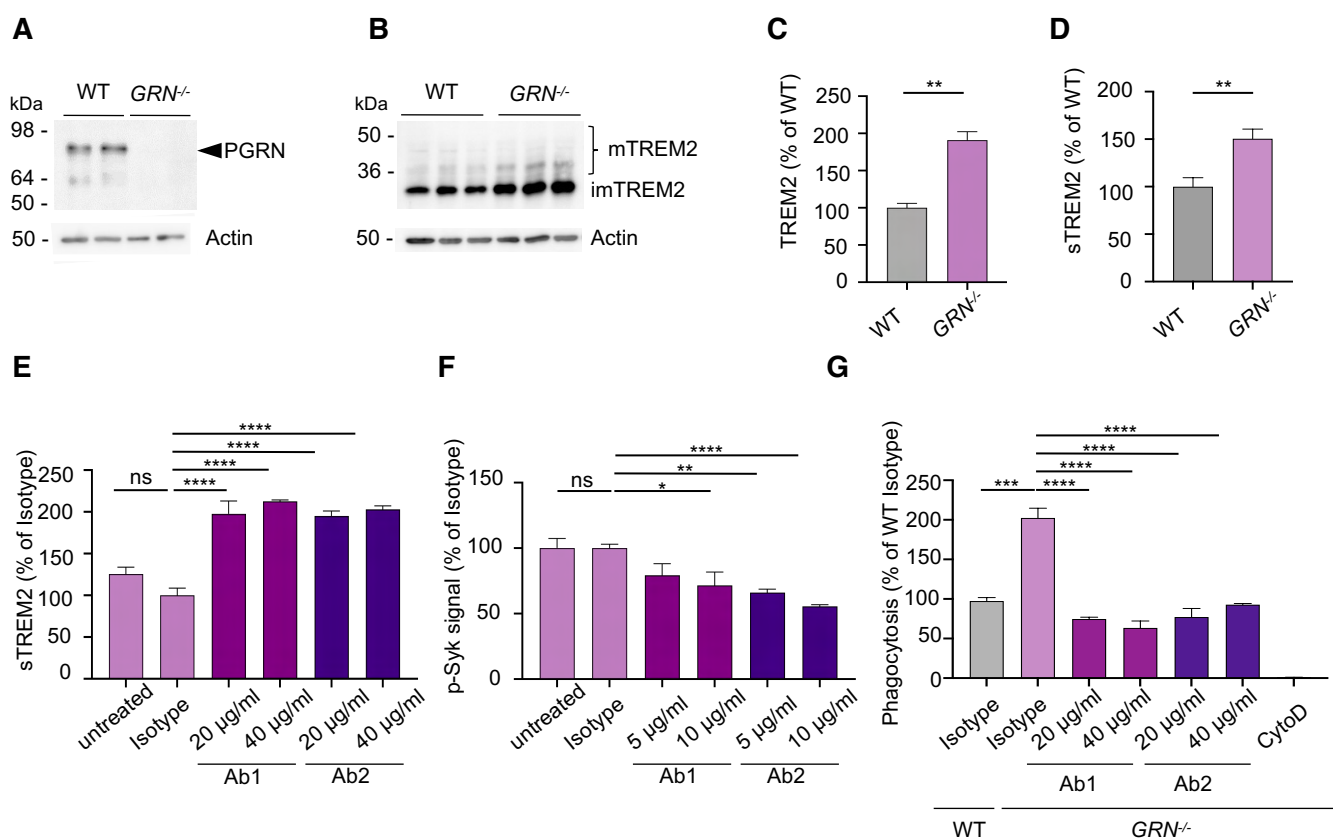 A
WT GRN-/-
kDa
98 -
PGRN
64 -
50 -
50 -
Actin
B
WT GRN-/-
kDa
50 -
mTREM2
36 -
imTREM2
50 -
Actin
C
**
TREM2 (% of WT)
250
200
150
100
50
0
WT
GRN-/-
D
**
sTREM2 (% of WT)
200
150
100
50
0
WT
GRN-/-
E
****
****
****
ns ****
sTREM2 (% of Isotype)
250
200
150
100
50
0
untreated
Isotype
20 µg/ml
40 µg/ml
20 µg/ml
40 µg/ml
Ab1 Ab2
F
****
**
ns *
p-Syk signal (% of Isotype)
150
100
50
0
untreated
Isotype
5 µg/ml
10 µg/ml
5 µg/ml
10 µg/ml
Ab1 Ab2
G
****
****
****
*** ****
Phagocytosis (% of WT Isotype)
250
200
150
100
50
0
Isotype
Isotype
20 µg/ml
40 µg/ml
20 µg/ml
40 µg/ml
CytoD
Ab1 Ab2
WT GRN-/-